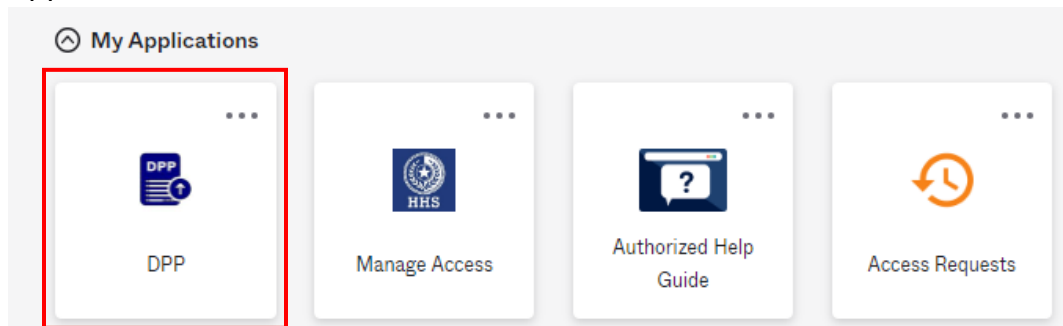 My Applications
DPP
DPP
HHS
Manage Access
?
Authorized Help
Guide
Access Requests